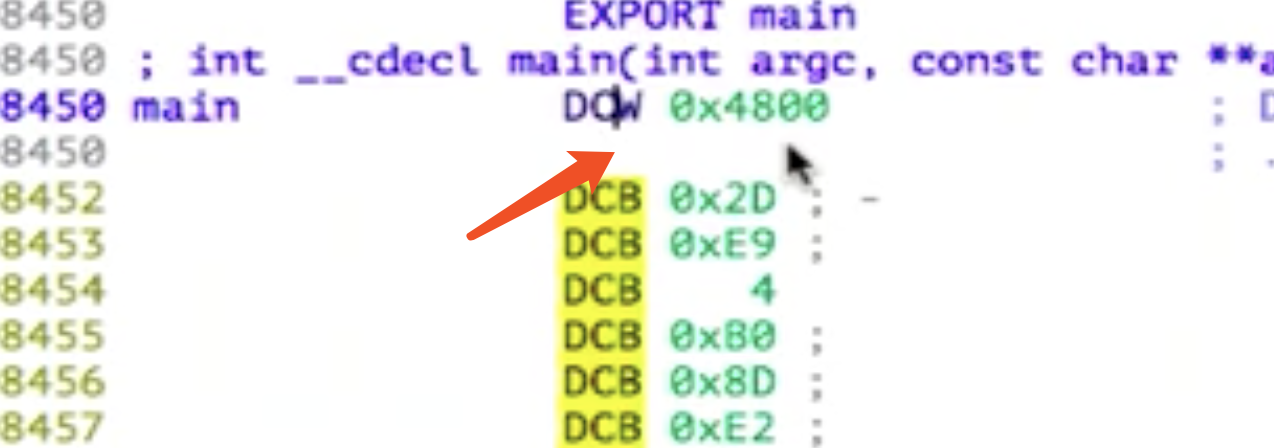 8450 EXPORT main
8450 ; int __cdecl main(int argc, const char **a
8450 main DCW 0x4800 ; D
8450 ; .
8452 DCB 0x2D ; -
8453 DCB 0xE9 ;
8454 DCB 4
8455 DCB 0xB0 ;
8456 DCB 0x8D ;
8457 DCB 0xE2 ;